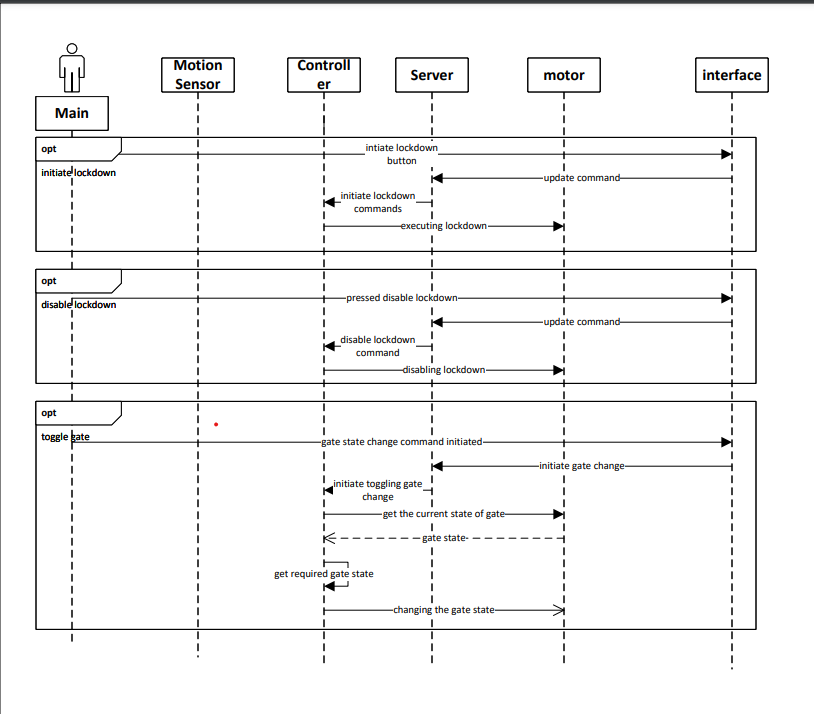 Motion
Sensor
Controll
er
Server
motor
interface
Main
opt
intiate lockdown
button
initiate lockdown
update command
initiate lockdown
commands
executing lockdown
opt
pressed disable lockdown
disable lockdown
update command
disable lockdown
command
disabling lockdown
opt
toggle gate
gate state change command initiated
initiate gate change
initiate toggling gate
change
get the current state of gate
gate state
get required gate state
changing the gate state